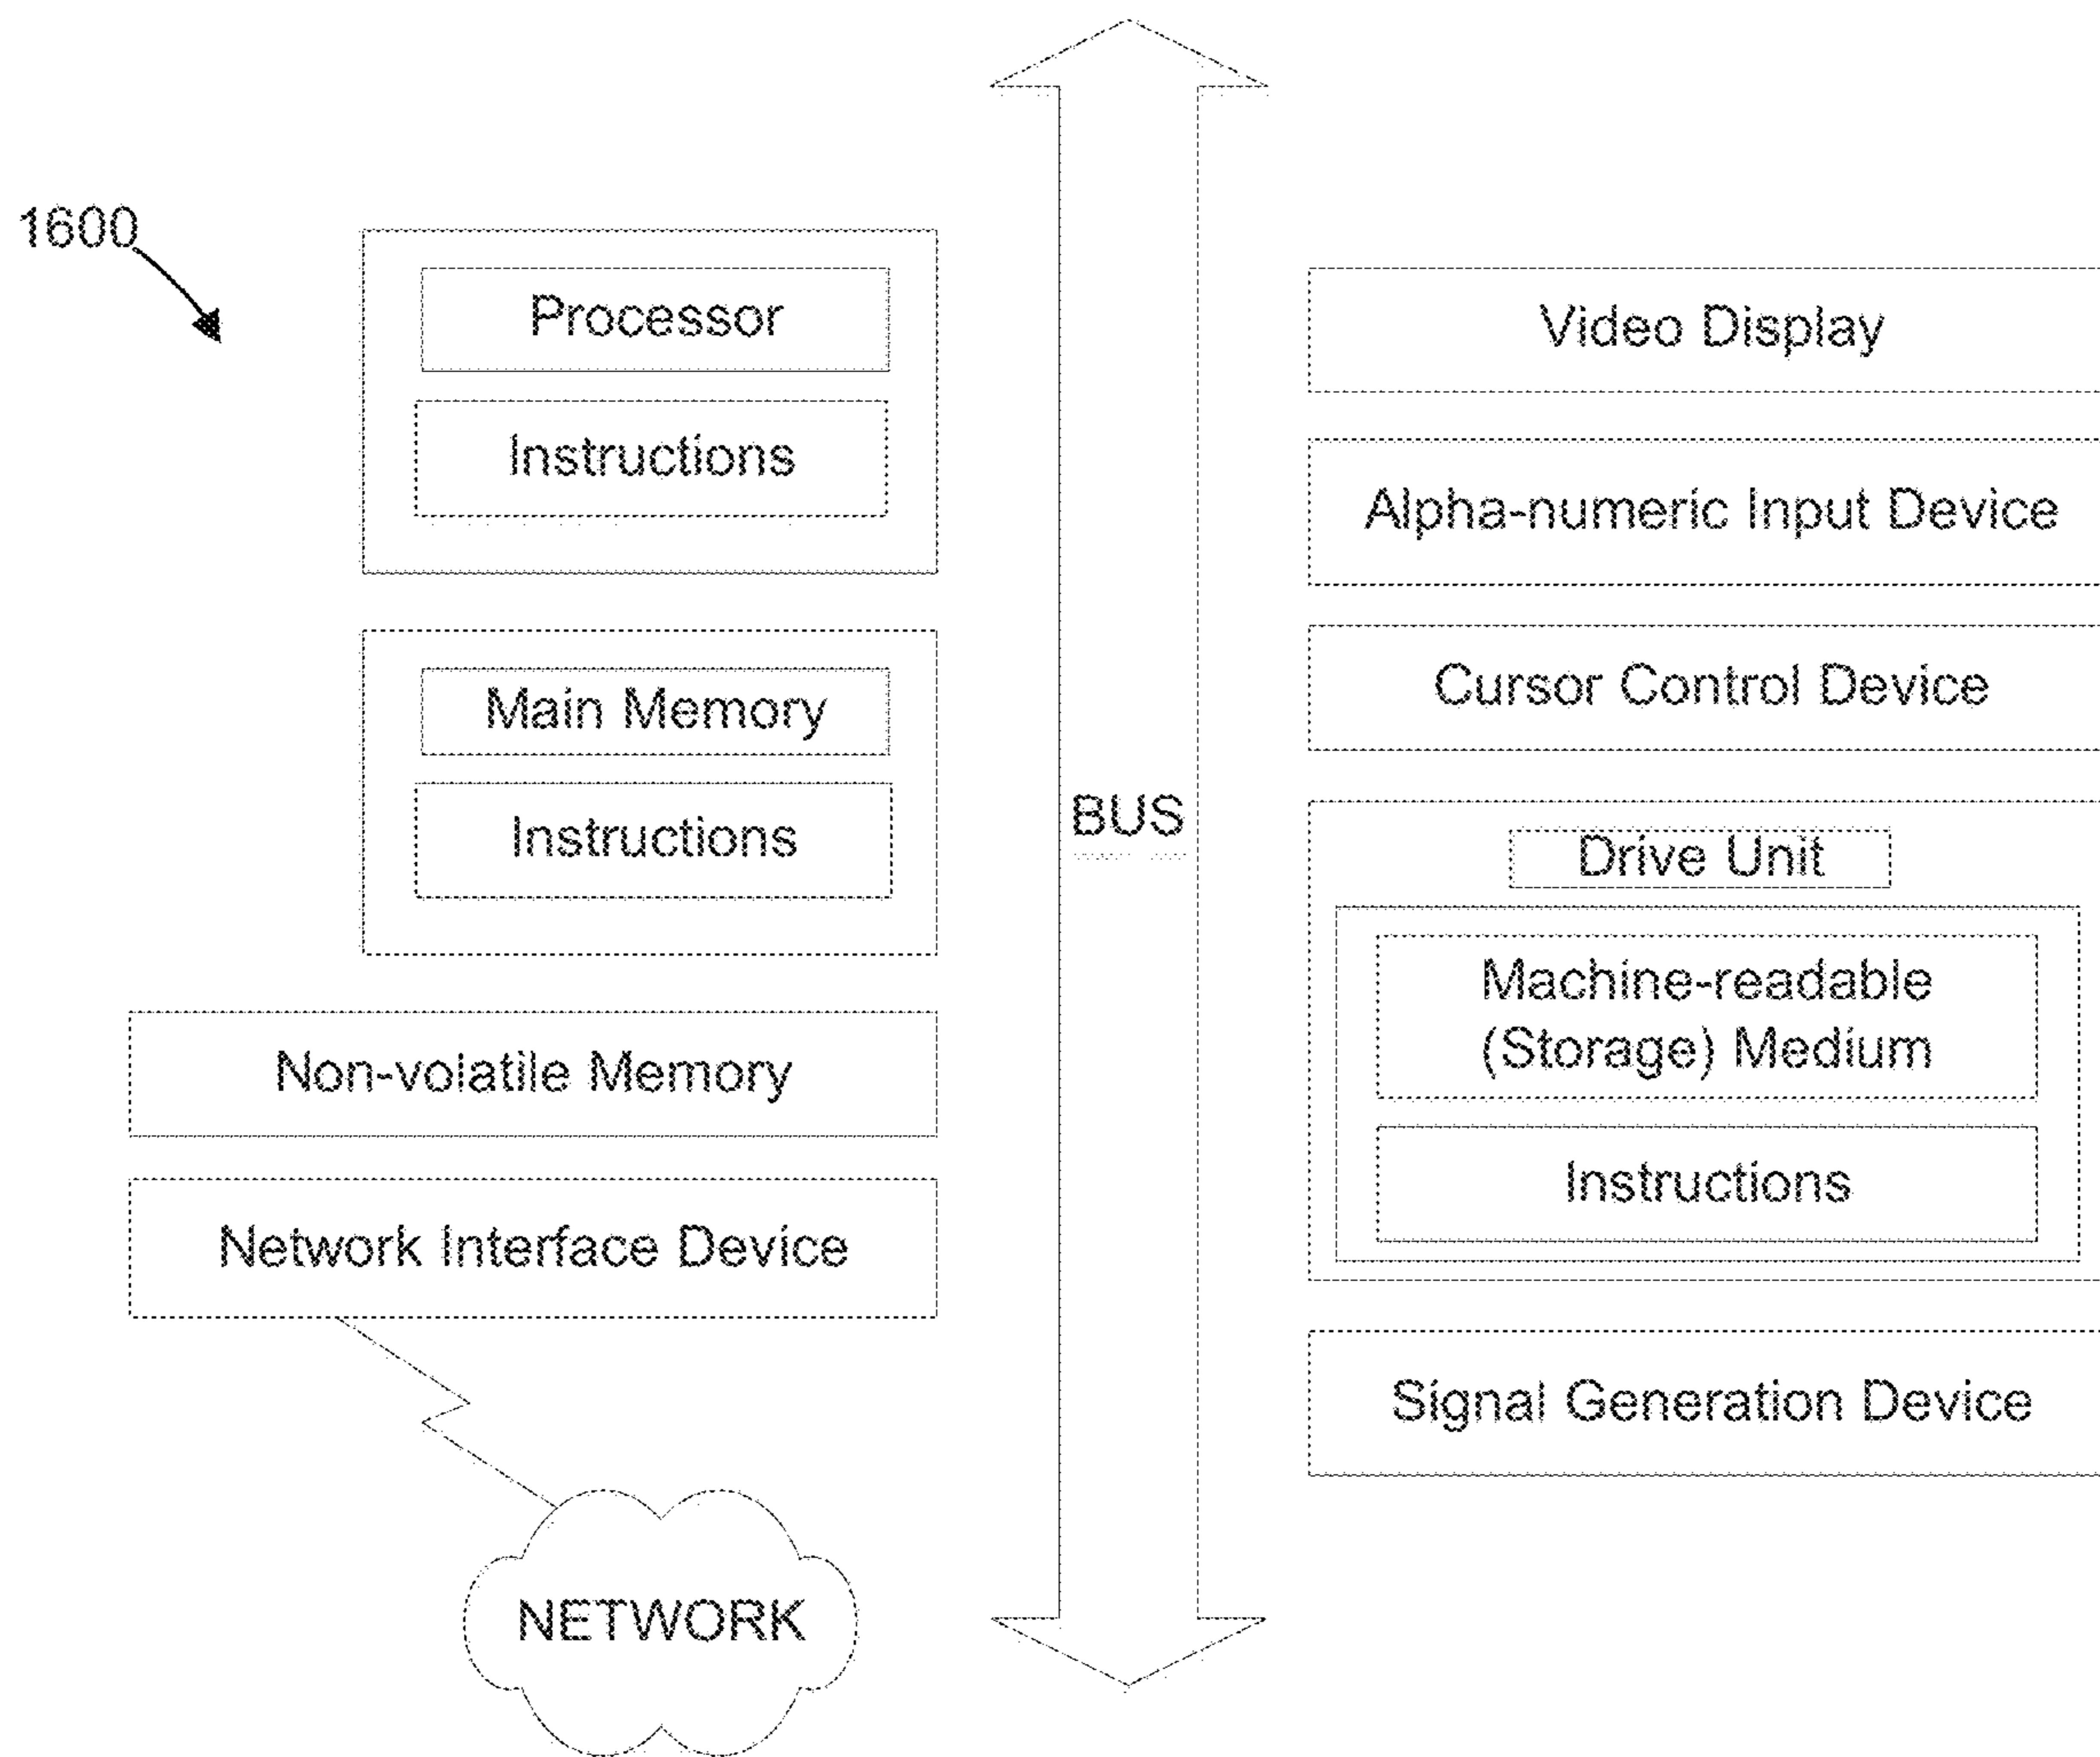 1600
Processor
Instructions
Main Memory
Instructions
Non-volatile Memory
Network Interface Device
NETWORK
BUS
Video Display
Alpha-numeric Input Device
Cursor Control Device
Drive Unit
Machine-readable
(Storage) Medium
Instructions
Signal Generation Device